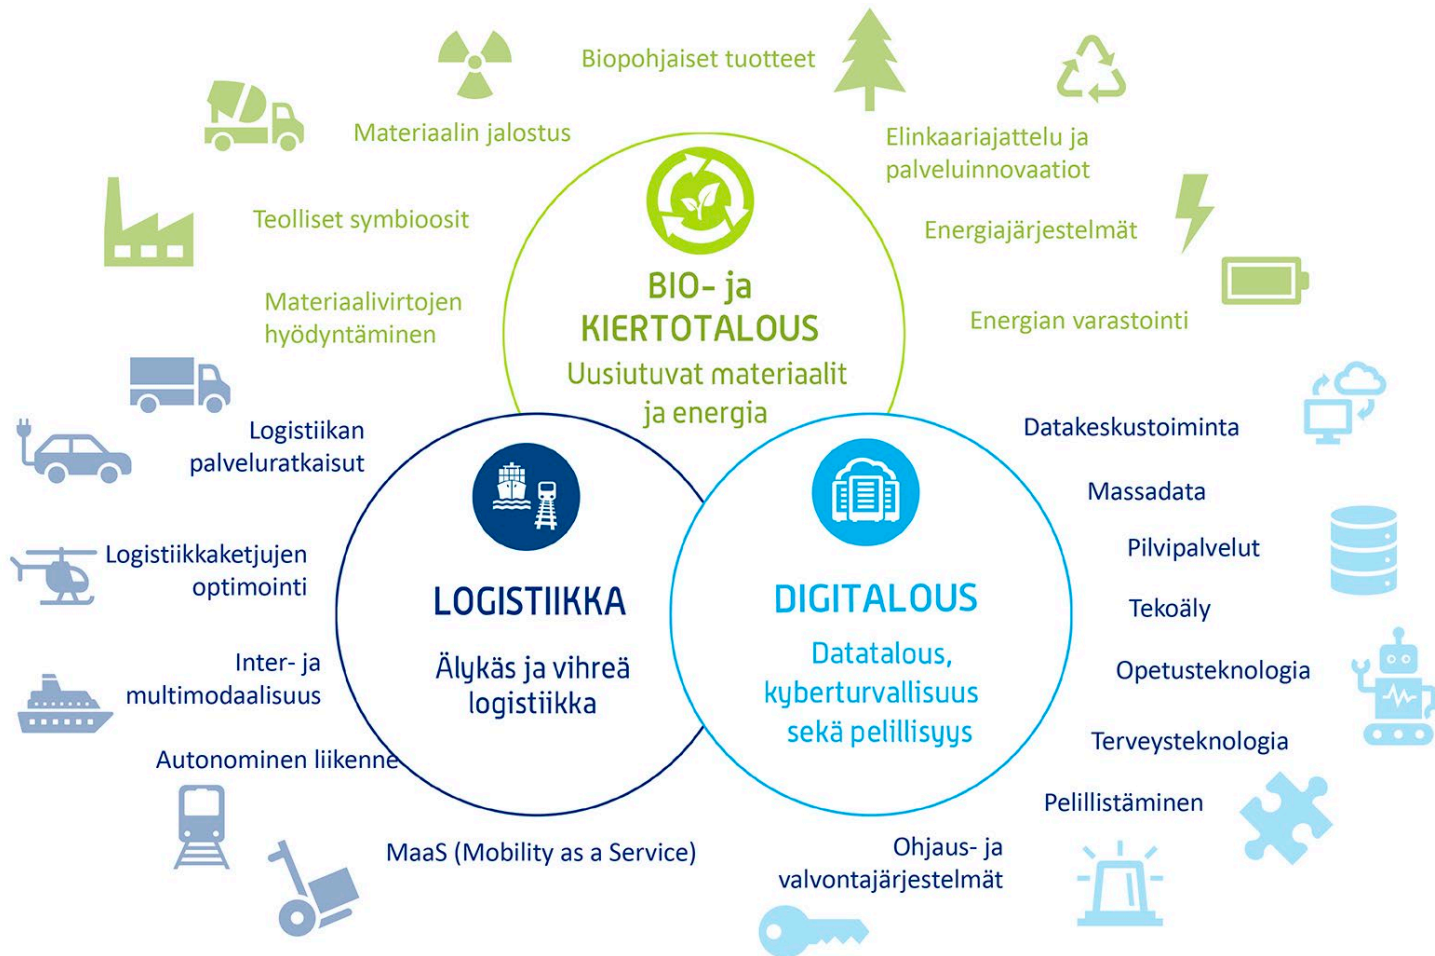 Biopohjaiset tuotteet
Materiaalin jalostus
Elinkaariajattelu ja
palveluinnovaatiot
Teolliset symbioosit
Energiajärjestelmät
Materiaalivirtojen
hyödyntäminen
Energian varastointi
BIO- ja
KIERTOTALOUS
Uusiutuvat materiaalit
ja energia
Logistiikan
palveluratkaisut
Logistiikkaketjujen
optimointi
Inter- ja
multimodaalisuus
Autonominen liikenne
MaaS (Mobility as a Service)
LOGISTIIKKA
Älykäs ja vihreä
logistiikka
DIGITALOUS
Datatalous,
kyberturvallisuus
sekä pelillisyys
Datakeskustoiminta
Massadata
Pilvipalvelut
Tekoäly
Opetusteknologia
Terveysteknologia
Pelillistäminen
Ohjaus- ja
valvontajärjestelmät